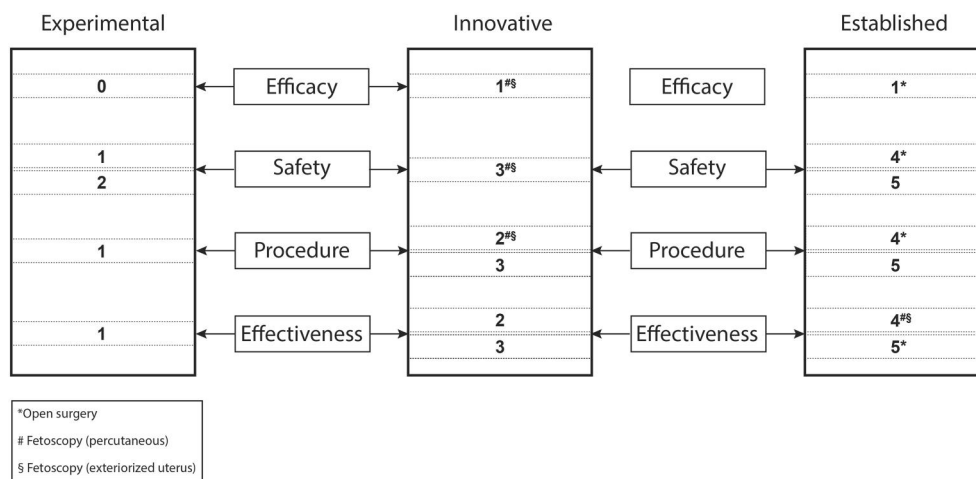 Experimental Innovative Established
0 Efficacy 1#§ Efficacy 1*
1 4*
Safety 3#§ Safety
2 5
2#§ 4*
1 Procedure Procedure
3 5
2 4#§
1 Effectiveness Effectiveness
3 5*
*Open surgery
# Fetoscopy (percutaneous)
§ Fetoscopy (exteriorized uterus)